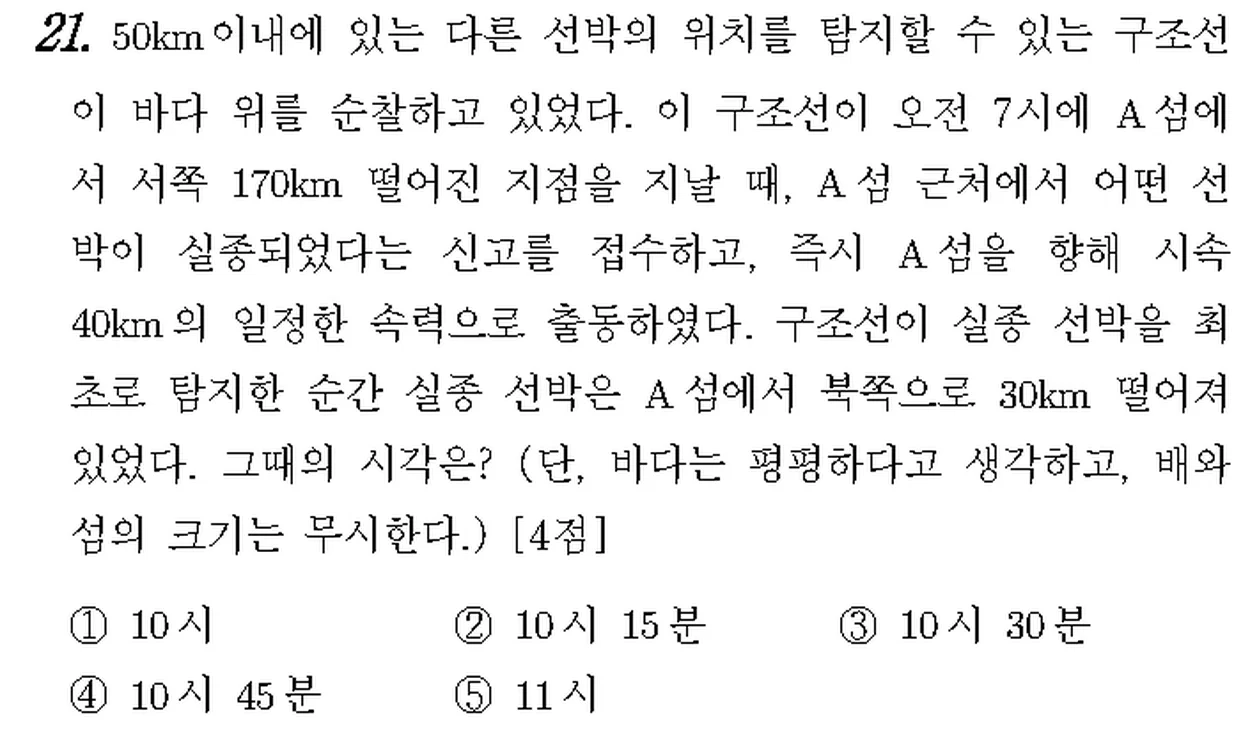 21. 50km이내에 있는 다른 선박의 위치를 탐지할 수 있는 구조선
이 바다 위를 순찰하고 있었다. 이 구조선이 오전 7시에 A섬에
서 서쪽 170km 떨어진 지점을 지날 때, A섬 근처에서 어떤 선
박이 실종되었다는 신고를 접수하고, 즉시 A섬을 향해 시속
40km의 일정한 속력으로 출동하였다. 구조선이 실종 선박을 최
초로 탐지한 순간 실종 선박은 A섬에서 북쪽으로 30km 떨어져
있었다. 그때의 시각은? (단, 바다는 평평하다고 생각하고, 배와
섬의 크기는 무시한다.) [4점]
① 10시 ② 10시 15분 ③ 10시 30분
④ 10시 45분 ⑤ 11시